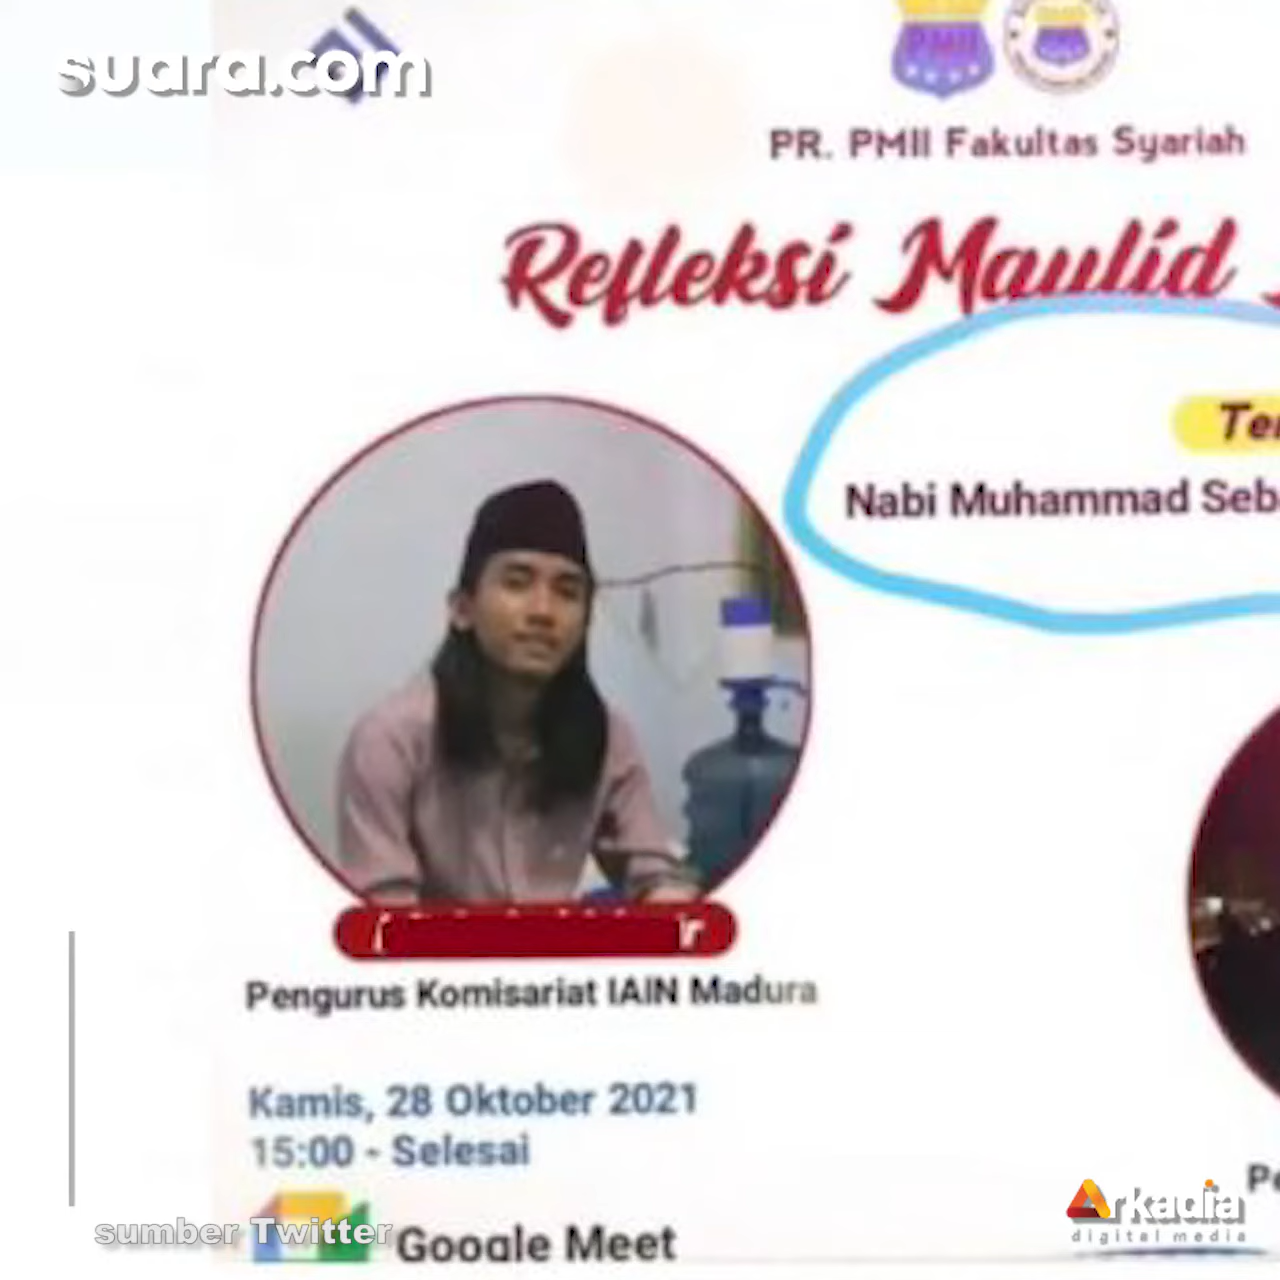 suara.com
PMII
PR. PMII Fakultas Syariah
Refleksi Maulid
Nabi Muhammad
Pengurus Komisariat IAIN Madura
Kamis, 28 Oktober 2021
15:00 - Selesai
Google Meet
sumber Twitter
Arkadia
digital media